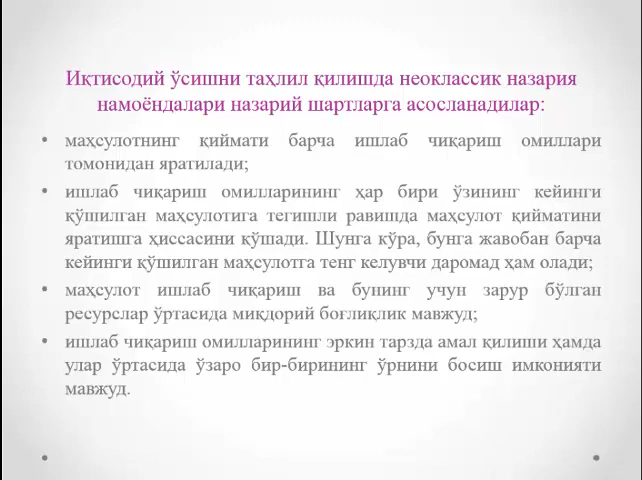 Иқтисодий ўсишни таҳлил қилишда неоклассик назария
намоёндалари назарий шартларга асосланадилар:
• маҳсулотнинг қиймати барча ишлаб чиқариш омиллари
томонидан яратилади;
• ишлаб чиқариш омилларининг ҳар бири ўзининг кейинги
қўшилган маҳсулотига тегишли равишда маҳсулот қийматини
яратишга ҳиссасини қўшади. Шунга кўра, бунга жавобан барча
кейинги қўшилган маҳсулотга тенг келувчи даромад ҳам олади;
• маҳсулот ишлаб чиқариш ва бунинг учун зарур бўлган
ресурслар ўртасида миқдорий боғлиқлик мавжуд;
• ишлаб чиқариш омилларининг эркин тарзда амал қилиши ҳамда
улар ўртасида ўзаро бир-бирининг ўрнини босиш имконияти
мавжуд.